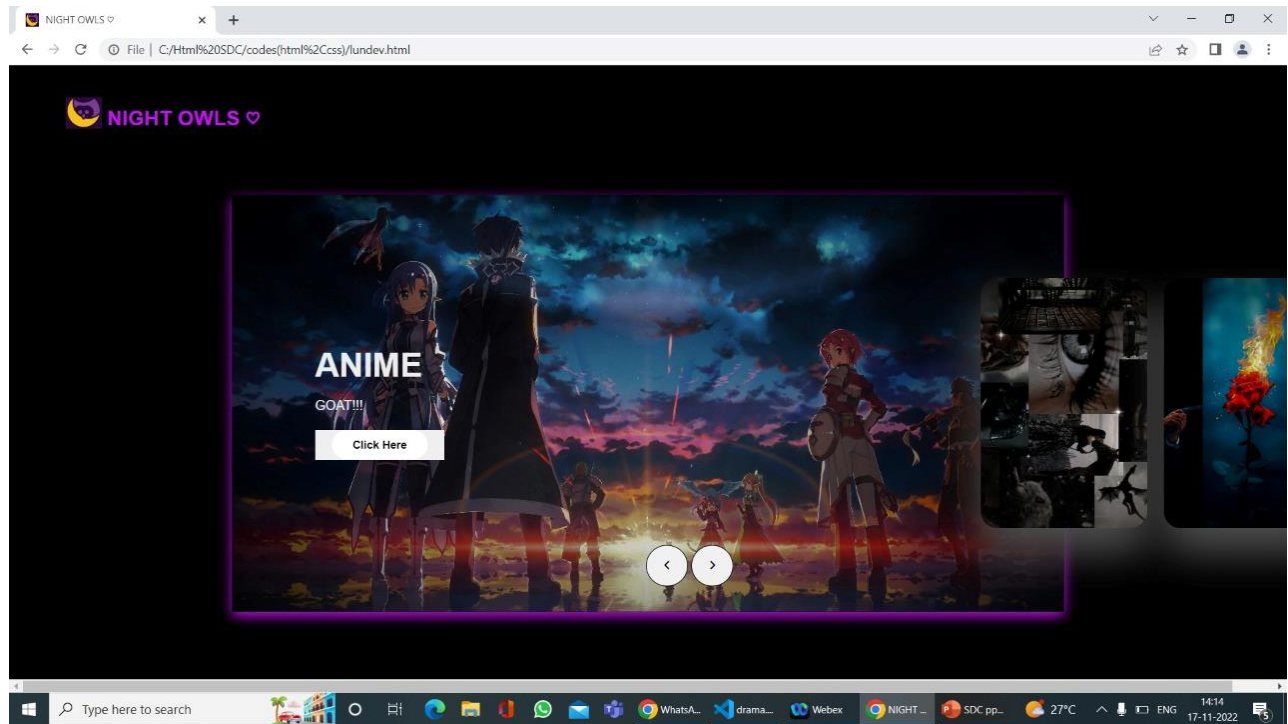 NIGHT OWLS ♡
File | C:/Html%20SDC/codes(html%2Ccss)/lundev.html
NIGHT OWLS ♡
ANIME
GOAT!!!
Click Here
Type here to search
WhatsA...
drama...
Webex
NIGHT ...
SDC pp...
27°C
ENG
14:14
17-11-2022